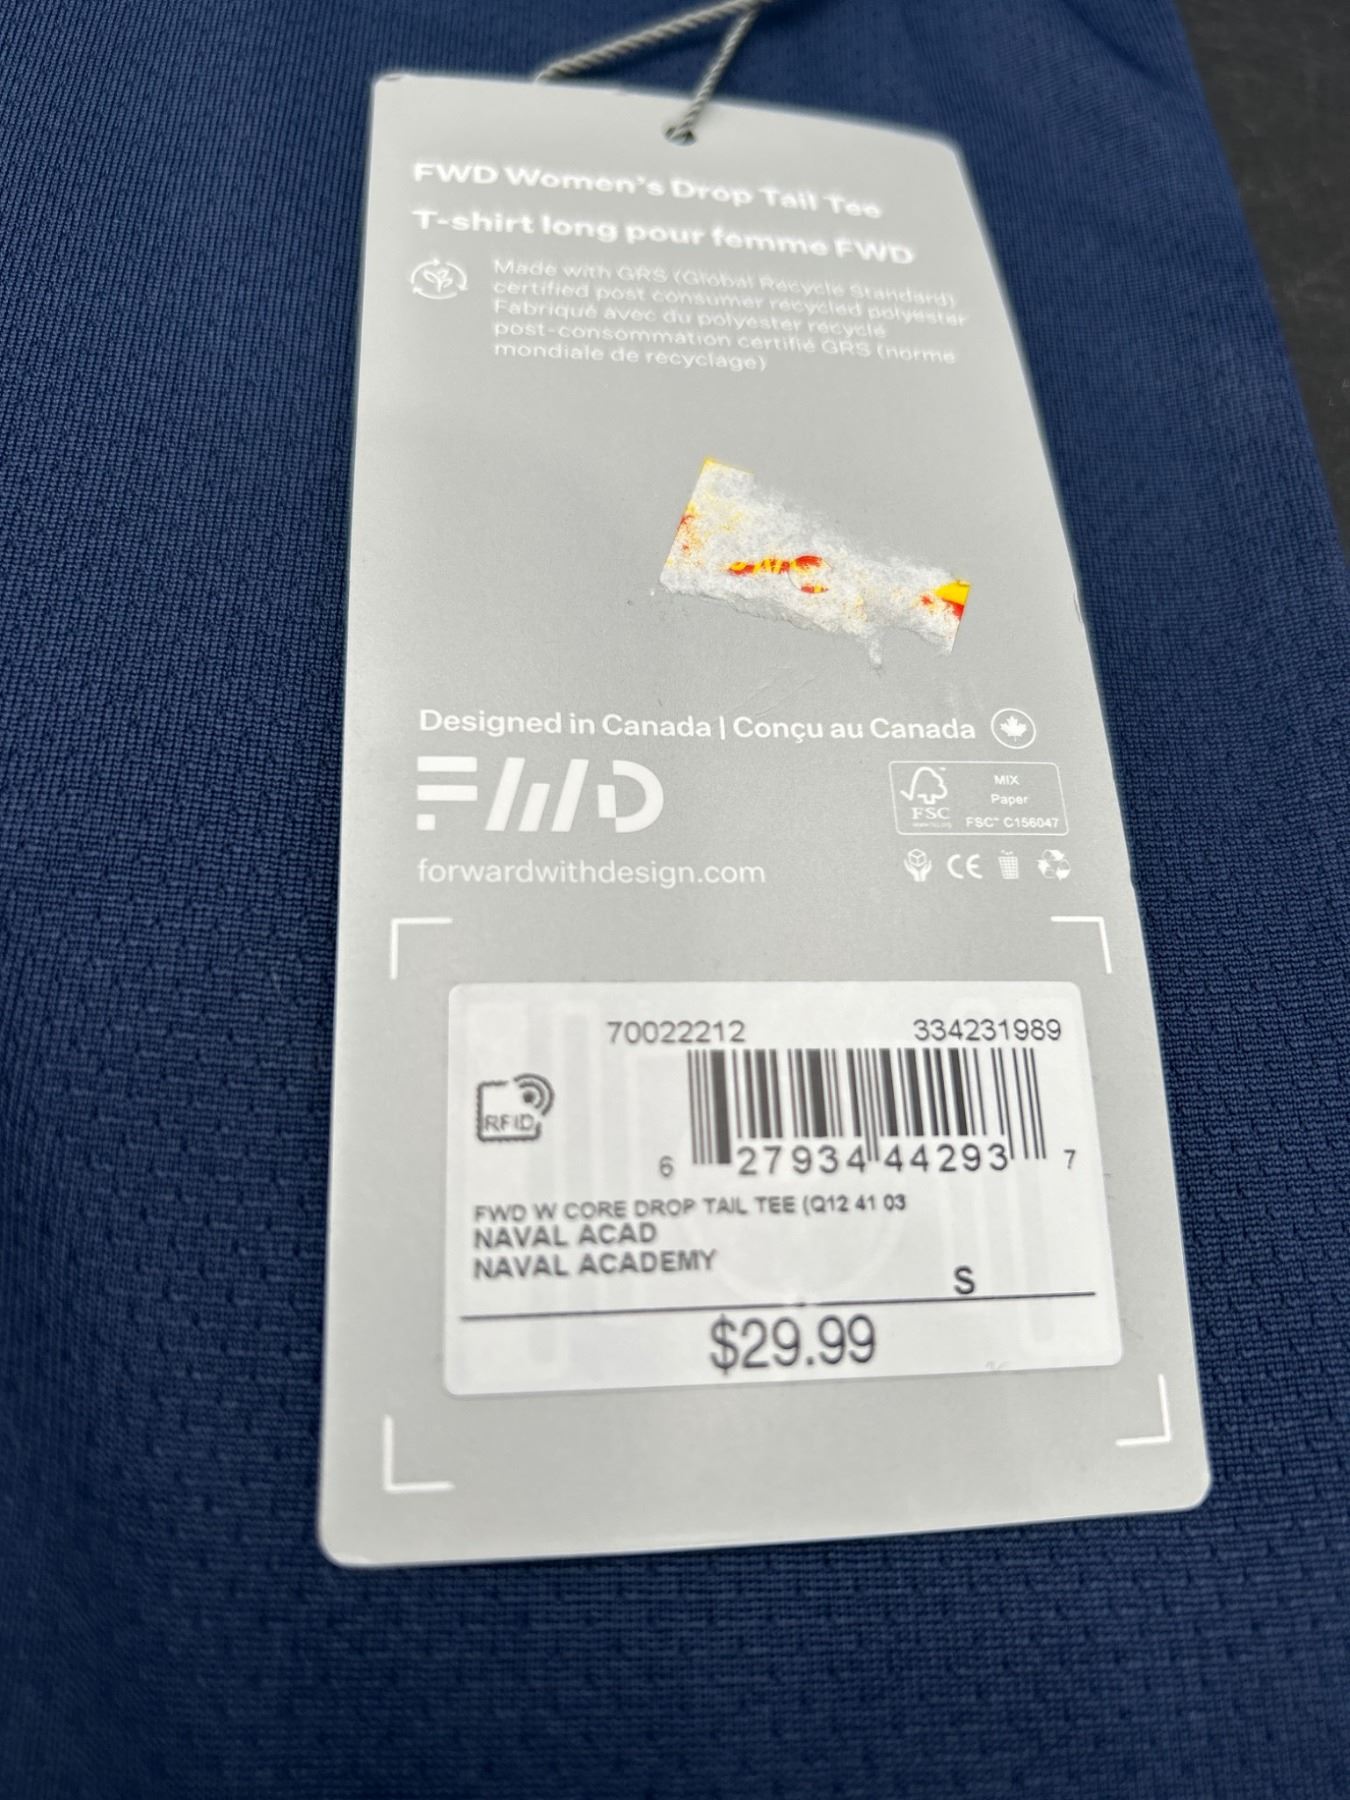 FWD Women's Drop Tail Tee
T-shirt long pour femme FWD
Made with GRS (Global Recycle Standard)
certified post consumer recycled polyester
Fabriqué avec du polyester recyclé
post-consommation certifié GRS (norme
mondiale de recyclage)
Designed in Canada | Conçu au Canada
FWD
MIX
Paper
FSC
FSC™ C156047
forwardwithdesign.com
CE
70022212 334231989
RFID
6 27934 44293 7
FWD W CORE DROP TAIL TEE (Q12 41 03
NAVAL ACAD
NAVAL ACADEMY
S
$29.99